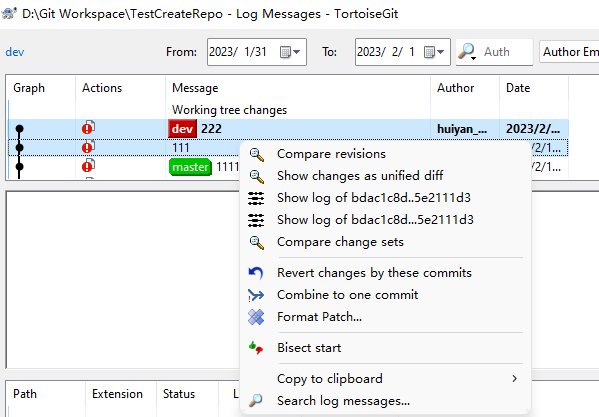 D:\Git Workspace\TestCreateRepo - Log Messages - TortoiseGit
dev From: 2023/ 1/31 To: 2023/ 2/ 1 Auth Author Em
Graph Actions Message Author Date
Working tree changes
dev 222 huiyan_... 2023/2/...
111 /2/1...
master 1111 /2/1...
Compare revisions
Show changes as unified diff
Show log of bdac1c8d..5e2111d3
Show log of bdac1c8d...5e2111d3
Compare change sets
Revert changes by these commits
Combine to one commit
Format Patch...
Bisect start
Copy to clipboard
Search log messages...
Path Extension Status L